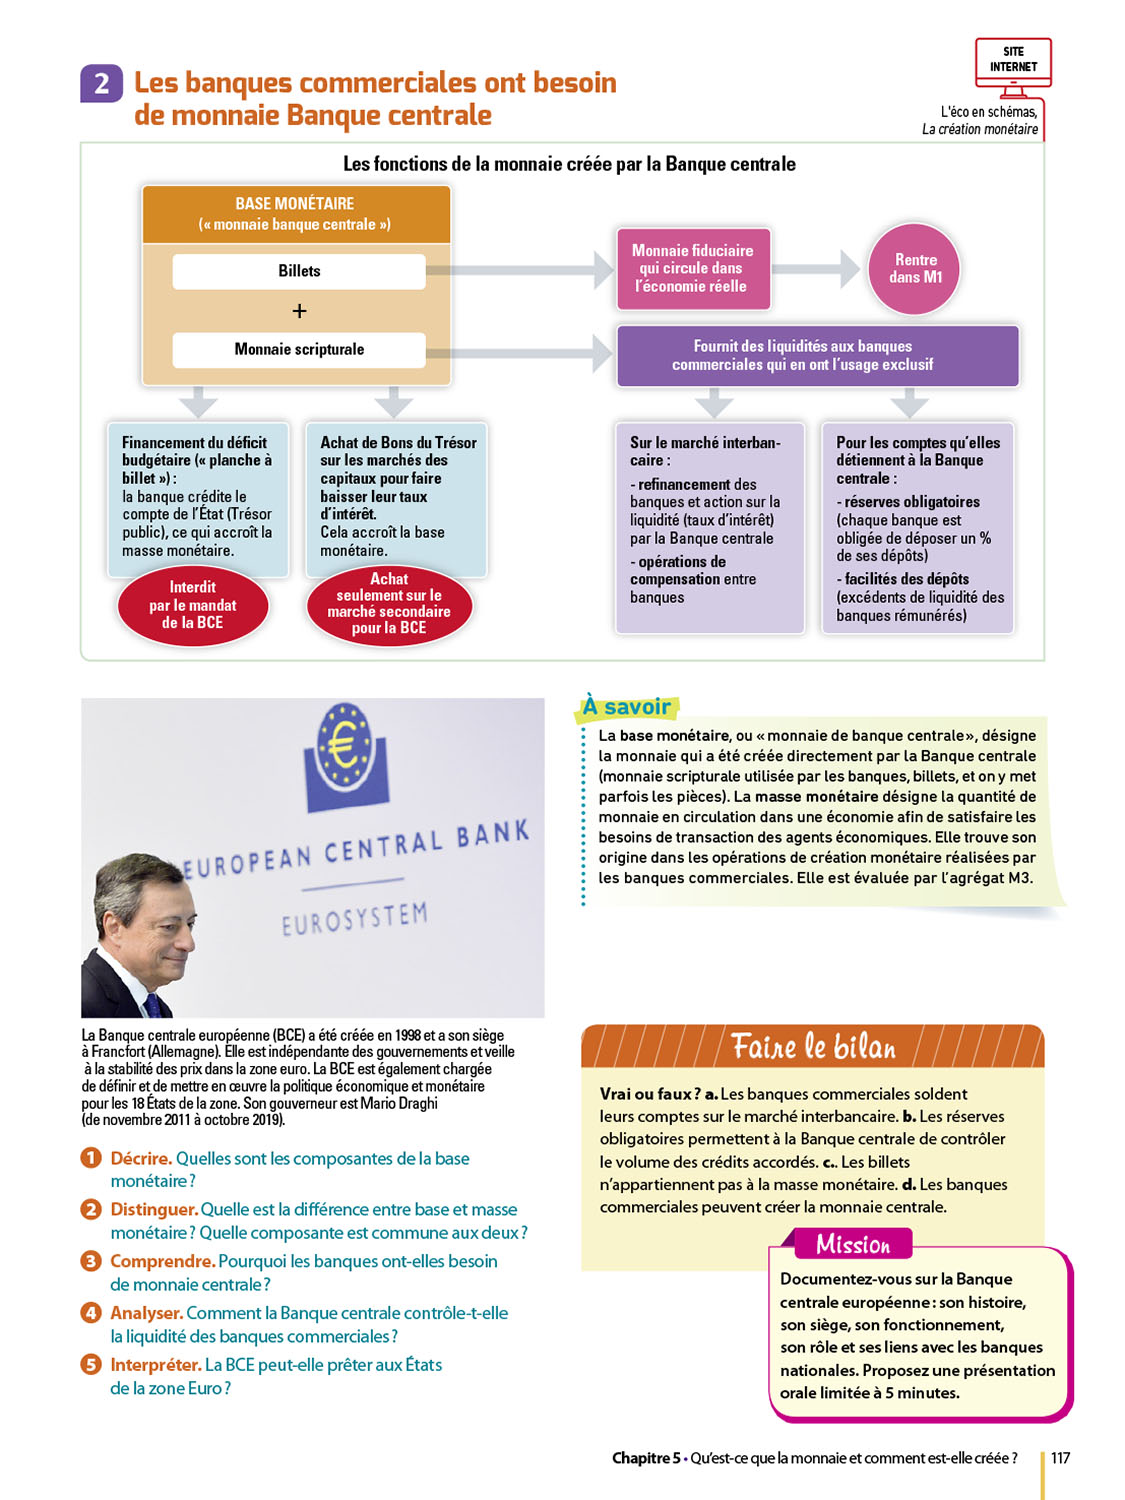 SITE
INTERNET
L'éco en schémas,
La création monétaire
2 Les banques commerciales ont besoin
de monnaie Banque centrale
Les fonctions de la monnaie créée par la Banque centrale
BASE MONÉTAIRE
(« monnaie banque centrale »)
Billets
+
Monnaie scripturale
Monnaie fiduciaire
qui circule dans
l'économie réelle
Rentre
dans M1
Fournit des liquidités aux banques
commerciales qui en ont l'usage exclusif
Financement du déficit
budgétaire (« planche à
billet ») :
la banque crédite le
compte de l'État (Trésor
public), ce qui accroît la
masse monétaire.
Interdit
par le mandat
de la BCE
Achat de Bons du Trésor
sur les marchés des
capitaux pour faire
baisser leur taux
d'intérêt.
Cela accroît la base
monétaire.
Achat
seulement sur le
marché secondaire
pour la BCE
Sur le marché interban-
caire :
- refinancement des
banques et action sur la
liquidité (taux d'intérêt)
par la Banque centrale
- opérations de
compensation entre
banques
Pour les comptes qu'elles
détiennent à la Banque
centrale :
- réserves obligatoires
(chaque banque est
obligée de déposer un %
de ses dépôts)
- facilités des dépôts
(excédents de liquidité des
banques rémunérés)
EUROPEAN CENTRAL BANK
EUROSYSTEM
La Banque centrale européenne (BCE) a été créée en 1998 et a son siège
à Francfort (Allemagne). Elle est indépendante des gouvernements et veille
à la stabilité des prix dans la zone euro. La BCE est également chargée
de définir et de mettre en œuvre la politique économique et monétaire
pour les 18 États de la zone. Son gouverneur est Mario Draghi
(de novembre 2011 à octobre 2019).
1 Décrire. Quelles sont les composantes de la base
monétaire ?
2 Distinguer. Quelle est la différence entre base et masse
monétaire ? Quelle composante est commune aux deux ?
3 Comprendre. Pourquoi les banques ont-elles besoin
de monnaie centrale ?
4 Analyser. Comment la Banque centrale contrôle-t-elle
la liquidité des banques commerciales ?
5 Interpréter. La BCE peut-elle prêter aux États
de la zone Euro ?
À savoir
La base monétaire, ou « monnaie de banque centrale », désigne
la monnaie qui a été créée directement par la Banque centrale
(monnaie scripturale utilisée par les banques, billets, et on y met
parfois les pièces). La masse monétaire désigne la quantité de
monnaie en circulation dans une économie afin de satisfaire les
besoins de transaction des agents économiques. Elle trouve son
origine dans les opérations de création monétaire réalisées par
les banques commerciales. Elle est évaluée par l'agrégat M3.
Faire le bilan
Vrai ou faux ? a. Les banques commerciales soldent
leurs comptes sur le marché interbancaire. b. Les réserves
obligatoires permettent à la Banque centrale de contrôler
le volume des crédits accordés. c.. Les billets
n'appartiennent pas à la masse monétaire. d. Les banques
commerciales peuvent créer la monnaie centrale.
Mission
Documentez-vous sur la Banque
centrale européenne : son histoire,
son siège, son fonctionnement,
son rôle et ses liens avec les banques
nationales. Proposez une présentation
orale limitée à 5 minutes.
Chapitre 5 • Qu'est-ce que la monnaie et comment est-elle créée ? 117